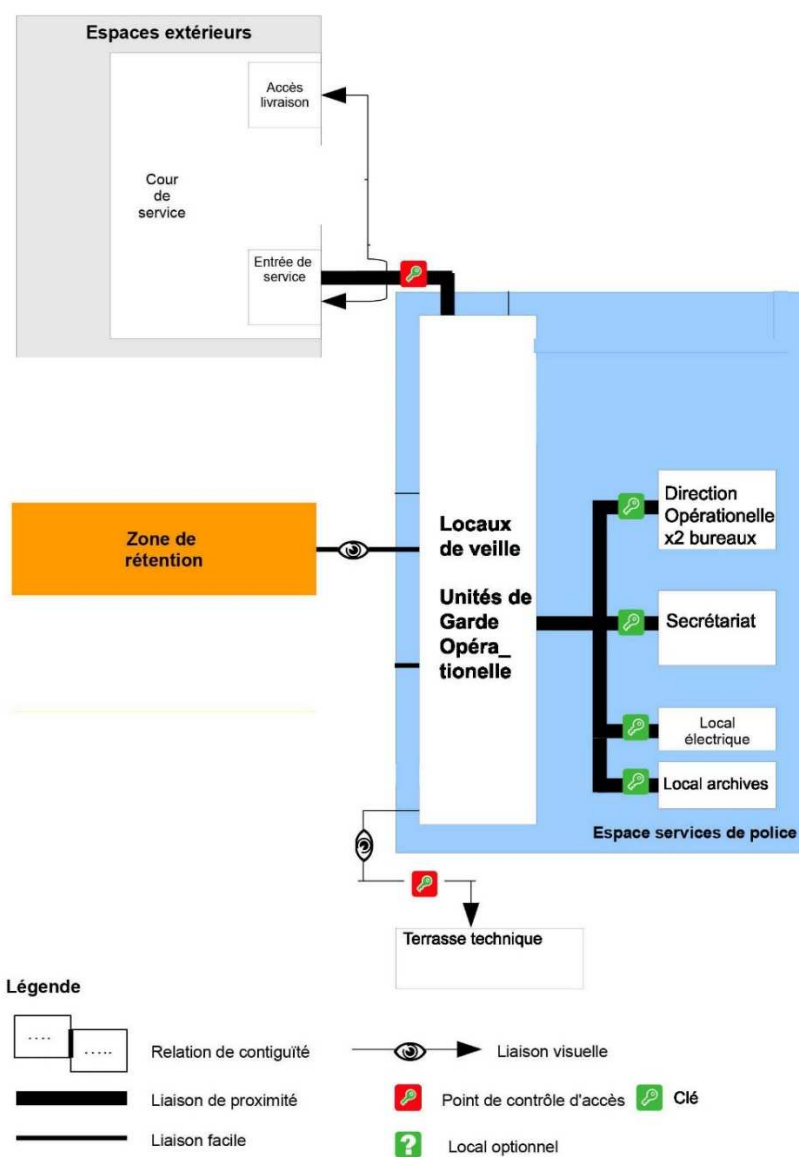 Espaces extérieurs
Accès
livraison
Cour
de
service
Entrée de
service
Zone de
rétention
Locaux
de veille
Unités de
Garde
Opéra_
tionelle
Direction
Opérationelle
x2 bureaux
Secrétariat
Local
électrique
Local archives
Espace services de police
Terrasse technique
Légende
....
.....
Relation de contiguïté
Liaison visuelle
Liaison de proximité
Point de contrôle d'accès
Clé
Liaison facile
?
Local optionnel